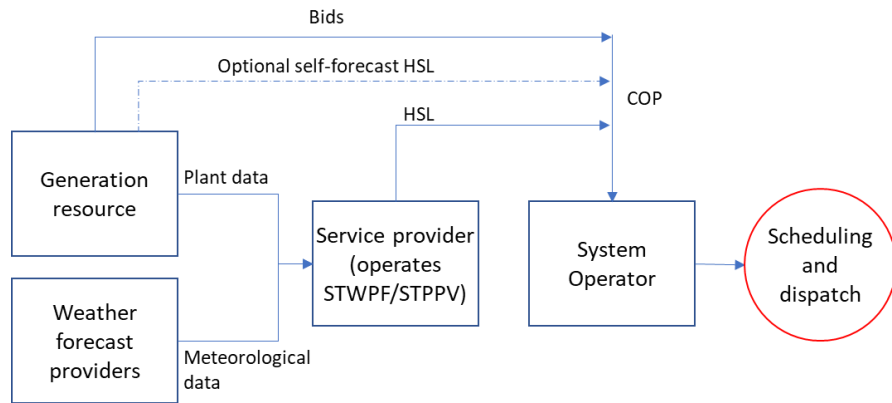 Bids
Optional self-forecast HSL
COP
HSL
Generation
resource
Plant data
Service provider
(operates
STWPF/STPPV)
System
Operator
Scheduling
and
dispatch
Weather
forecast
providers
Meteorological
data